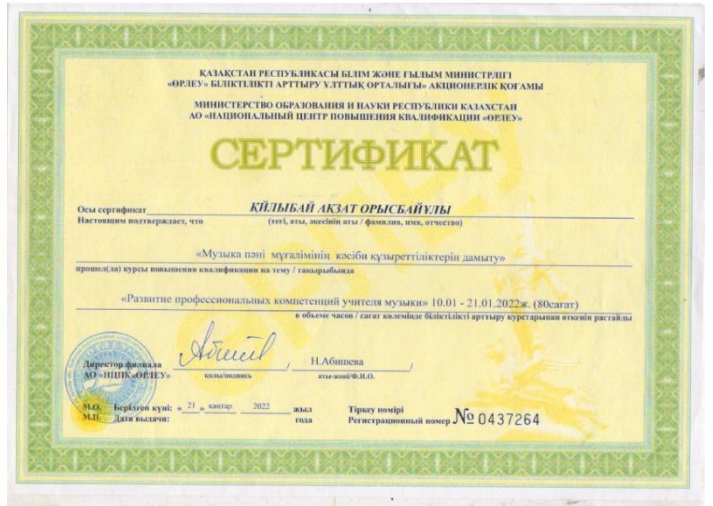 ҚАЗАҚСТАН РЕСПУБЛИКАСЫ БІЛІМ ЖӘНЕ ҒЫЛЫМ МИНИСТРЛІГІ
«ӨРЛЕУ» БІЛІКТІЛІКТІ АРТТЫРУ ҰЛТТЫҚ ОРТАЛЫҒЫ» АКЦИОНЕРЛІК ҚОҒАМЫ
МИНИСТЕРСТВО ОБРАЗОВАНИЯ И НАУКИ РЕСПУБЛИКИ КАЗАХСТАН
АО «НАЦИОНАЛЬНЫЙ ЦЕНТР ПОВЫШЕНИЯ КВАЛИФИКАЦИИ «ӨРЛЕУ»
СЕРТИФИКАТ
Осы сертификат ҚЙЛЫБАЙ АКЗАТ ОРЫСБАЙҰЛЫ
Настоящим подтверждает, что (тегі, аты, әкесінің аты / фамилия, имя, отчество)
«Музыка пәні мұғалімінің кәсіби құзыреттіліктерін дамыту»
прошел(ла) курсы повышения квалификации на тему / тақырыбында
«Развитие профессиональных компетенций учителя музыки» 10.01 - 21.01.2022ж. (80сағат)
в объеме часов / сағат көлемінде біліктілікті арттыру курстарынан өткенін растайды
Директор филиала Н.Абишева
АО «НЦПК «ӨРЛЕУ» қолы/подпись аты-жөні/Ф.И.О.
М.О. Берілген күні: « 21 » қаңтар 2022 жыл Тіркеу нөмірі
М.П. Дата выдачи: года Регистрационный номер № 0437264